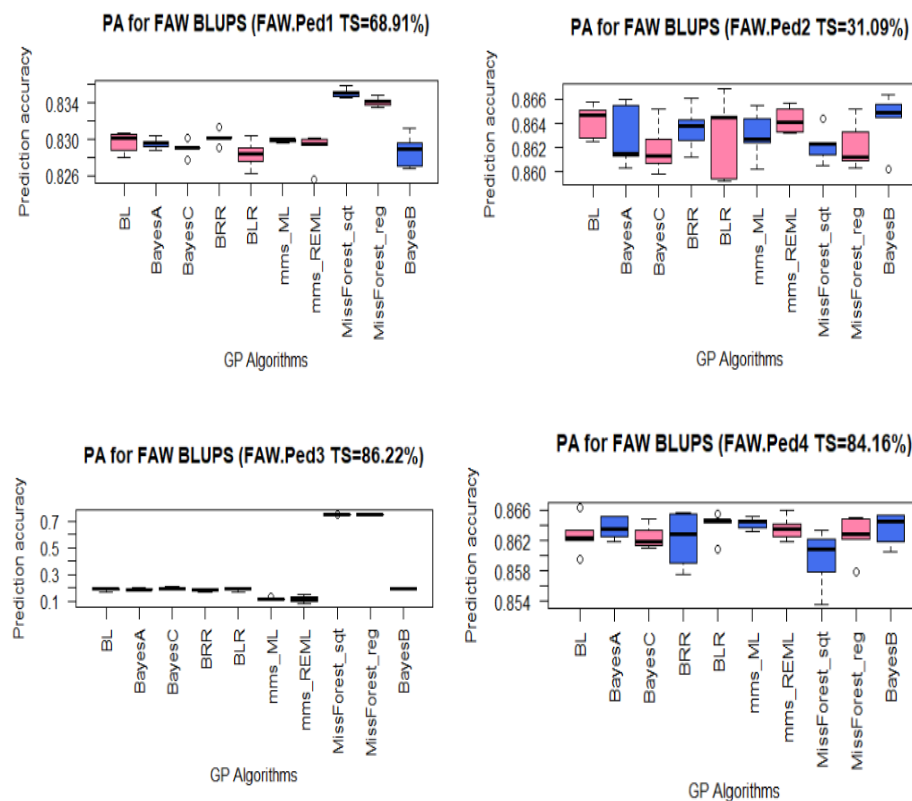 PA for FAW BLUPS (FAW.Ped1 TS=68.91%)
Prediction accuracy
0.834
0.830
0.826
BL
BayesA
BayesC
BRR
BLR
mms_ML
mms_REML
MissForest_sqt
MissForest_reg
BayesB
GP Algorithms
PA for FAW BLUPS (FAW.Ped2 TS=31.09%)
Prediction accuracy
0.866
0.864
0.862
0.860
BL
BayesA
BayesC
BRR
BLR
mms_ML
mms_REML
MissForest_sqt
MissForest_reg
BayesB
GP Algorithms
PA for FAW BLUPS (FAW.Ped3 TS=86.22%)
Prediction accuracy
0.7
0.5
0.3
0.1
BL
BayesA
BayesC
BRR
BLR
mms_ML
mms_REML
MissForest_sqt
MissForest_reg
BayesB
GP Algorithms
PA for FAW BLUPS (FAW.Ped4 TS=84.16%)
Prediction accuracy
0.866
0.862
0.858
0.854
BL
BayesA
BayesC
BRR
BLR
mms_ML
mms_REML
MissForest_sqt
MissForest_reg
BayesB
GP Algorithms